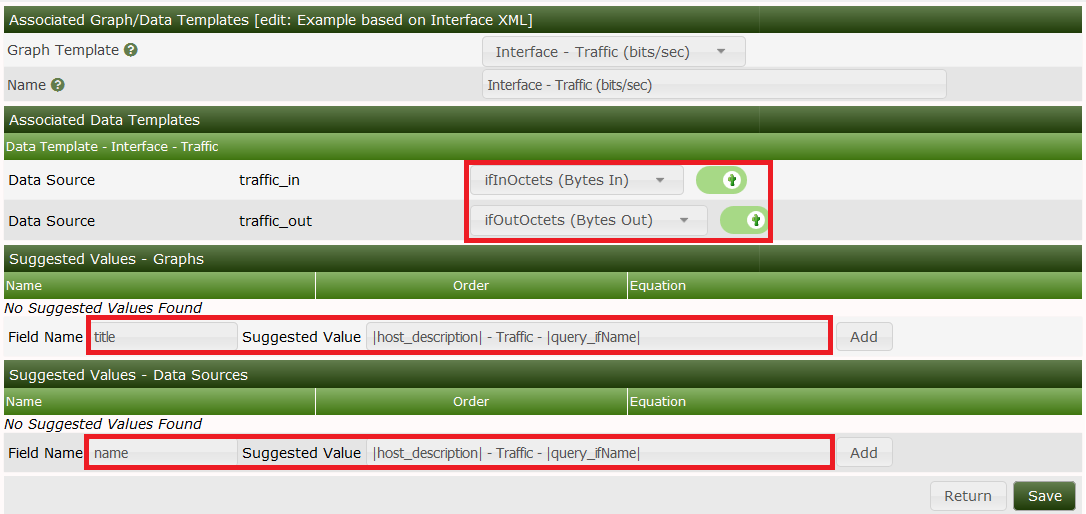 Associated Graph/Data Templates [edit: Example based on Interface XML]
Graph Template ? Interface - Traffic (bits/sec)
Name ? Interface - Traffic (bits/sec)
Associated Data Templates
Data Template - Interface - Traffic
Data Source traffic_in ifInOctets (Bytes In)
Data Source traffic_out ifOutOctets (Bytes Out)
Suggested Values - Graphs
Name Order Equation
No Suggested Values Found
Field Name title Suggested Value |host_description| - Traffic - |query_ifName| Add
Suggested Values - Data Sources
Name Order Equation
No Suggested Values Found
Field Name name Suggested Value |host_description| - Traffic - |query_ifName| Add
Return Save